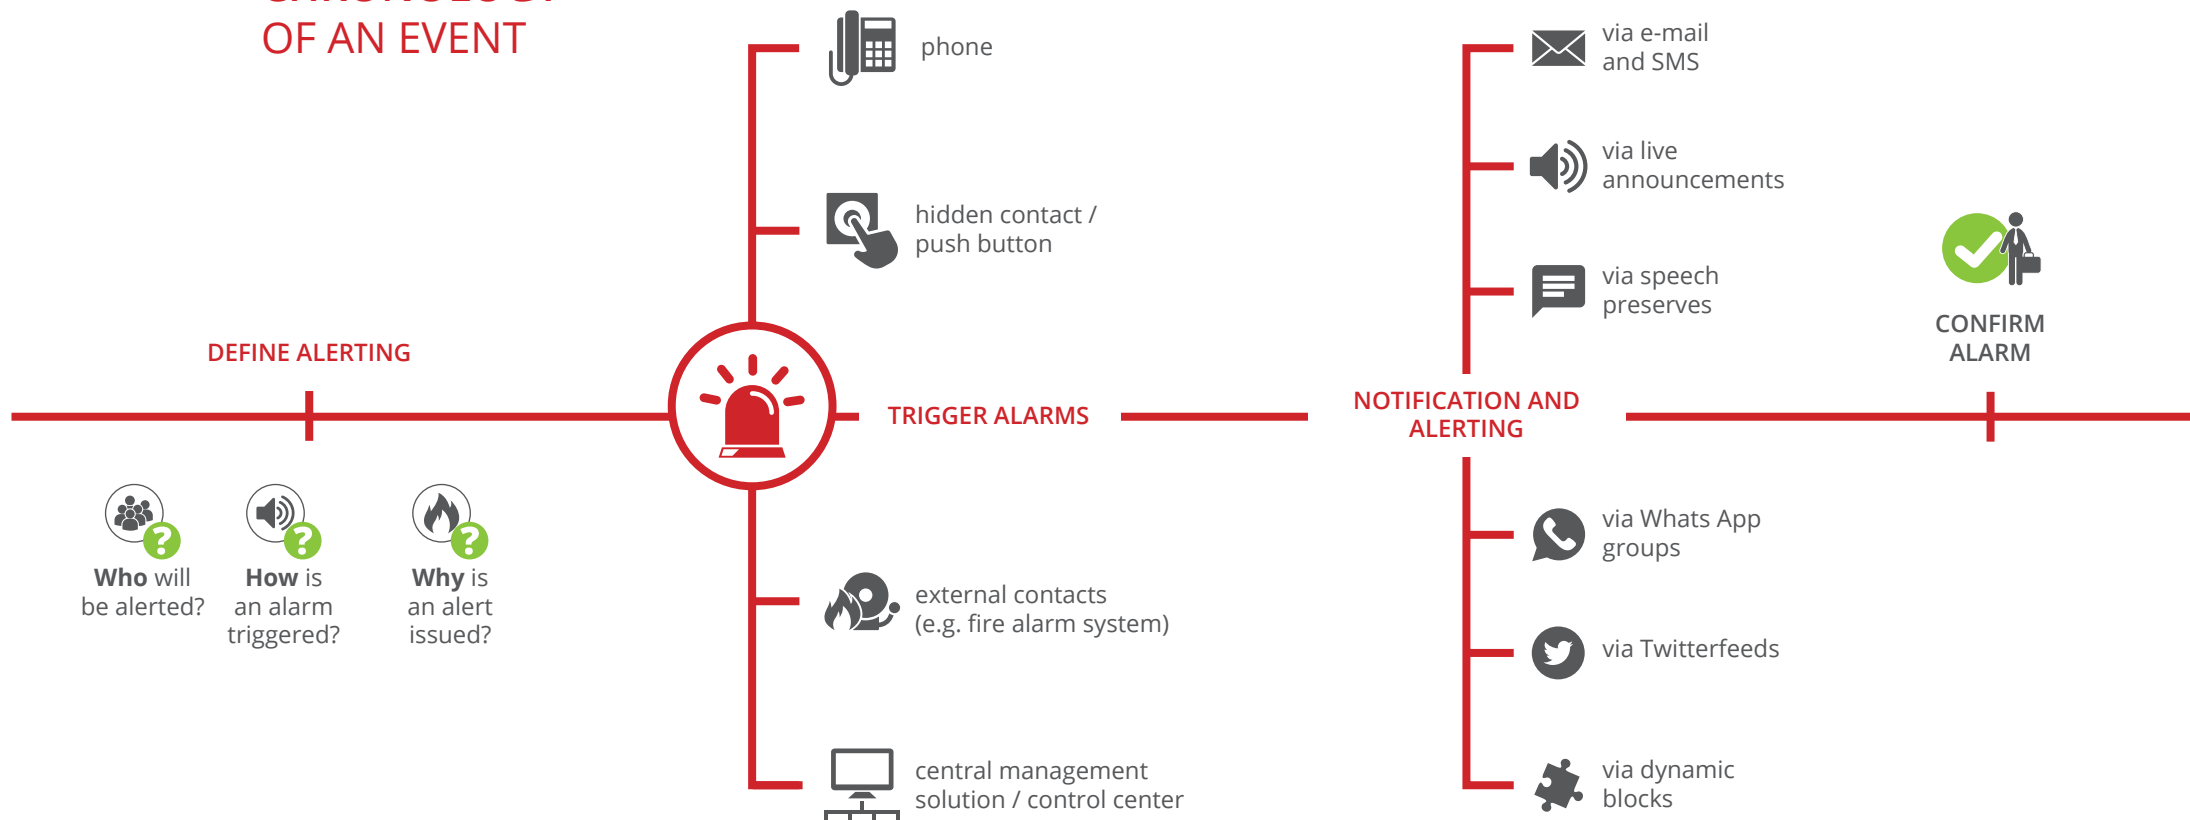 OF AN EVENT
DEFINE ALERTING
Who will
be alerted?
How is
an alarm
triggered?
Why is
an alert
issued?
phone
hidden contact /
push button
TRIGGER ALARMS
external contacts
(e.g. fire alarm system)
central management
solution / control center
via e-mail
and SMS
via live
announcements
via speech
preserves
NOTIFICATION AND
ALERTING
via Whats App
groups
via Twitterfeeds
via dynamic
blocks
CONFIRM
ALARM